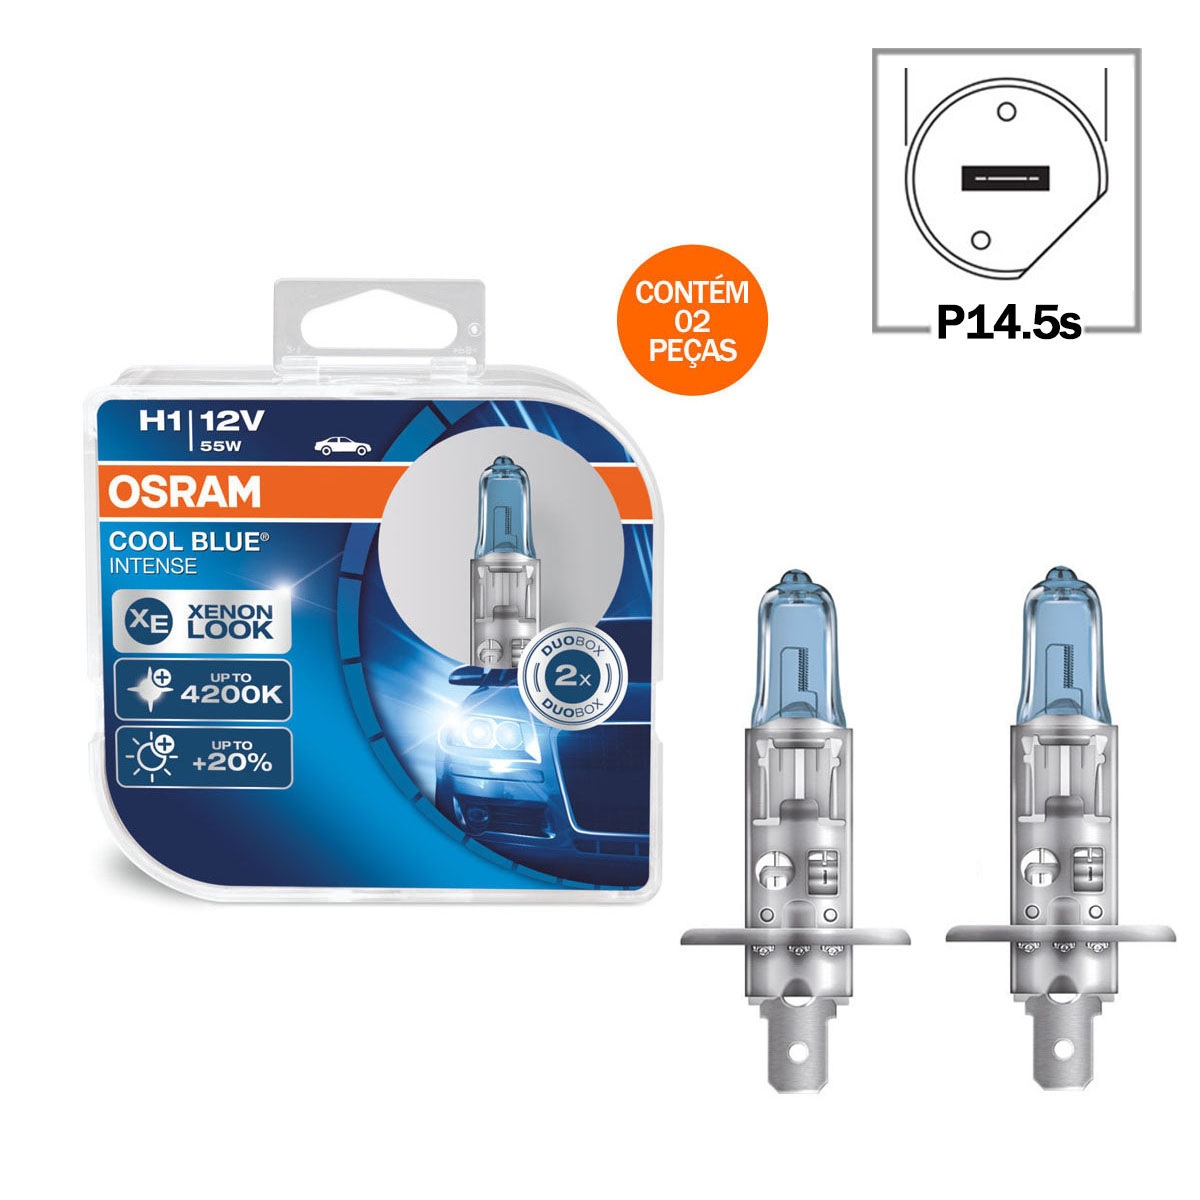 P14.5s
CONTÉM
02
PEÇAS
H1 | 12V
55W
OSRAM
COOL BLUE®
INTENSE
XE XENON
LOOK
UP TO
4200K
UP TO
+20%
DUOBOX
2x
DUOBOX